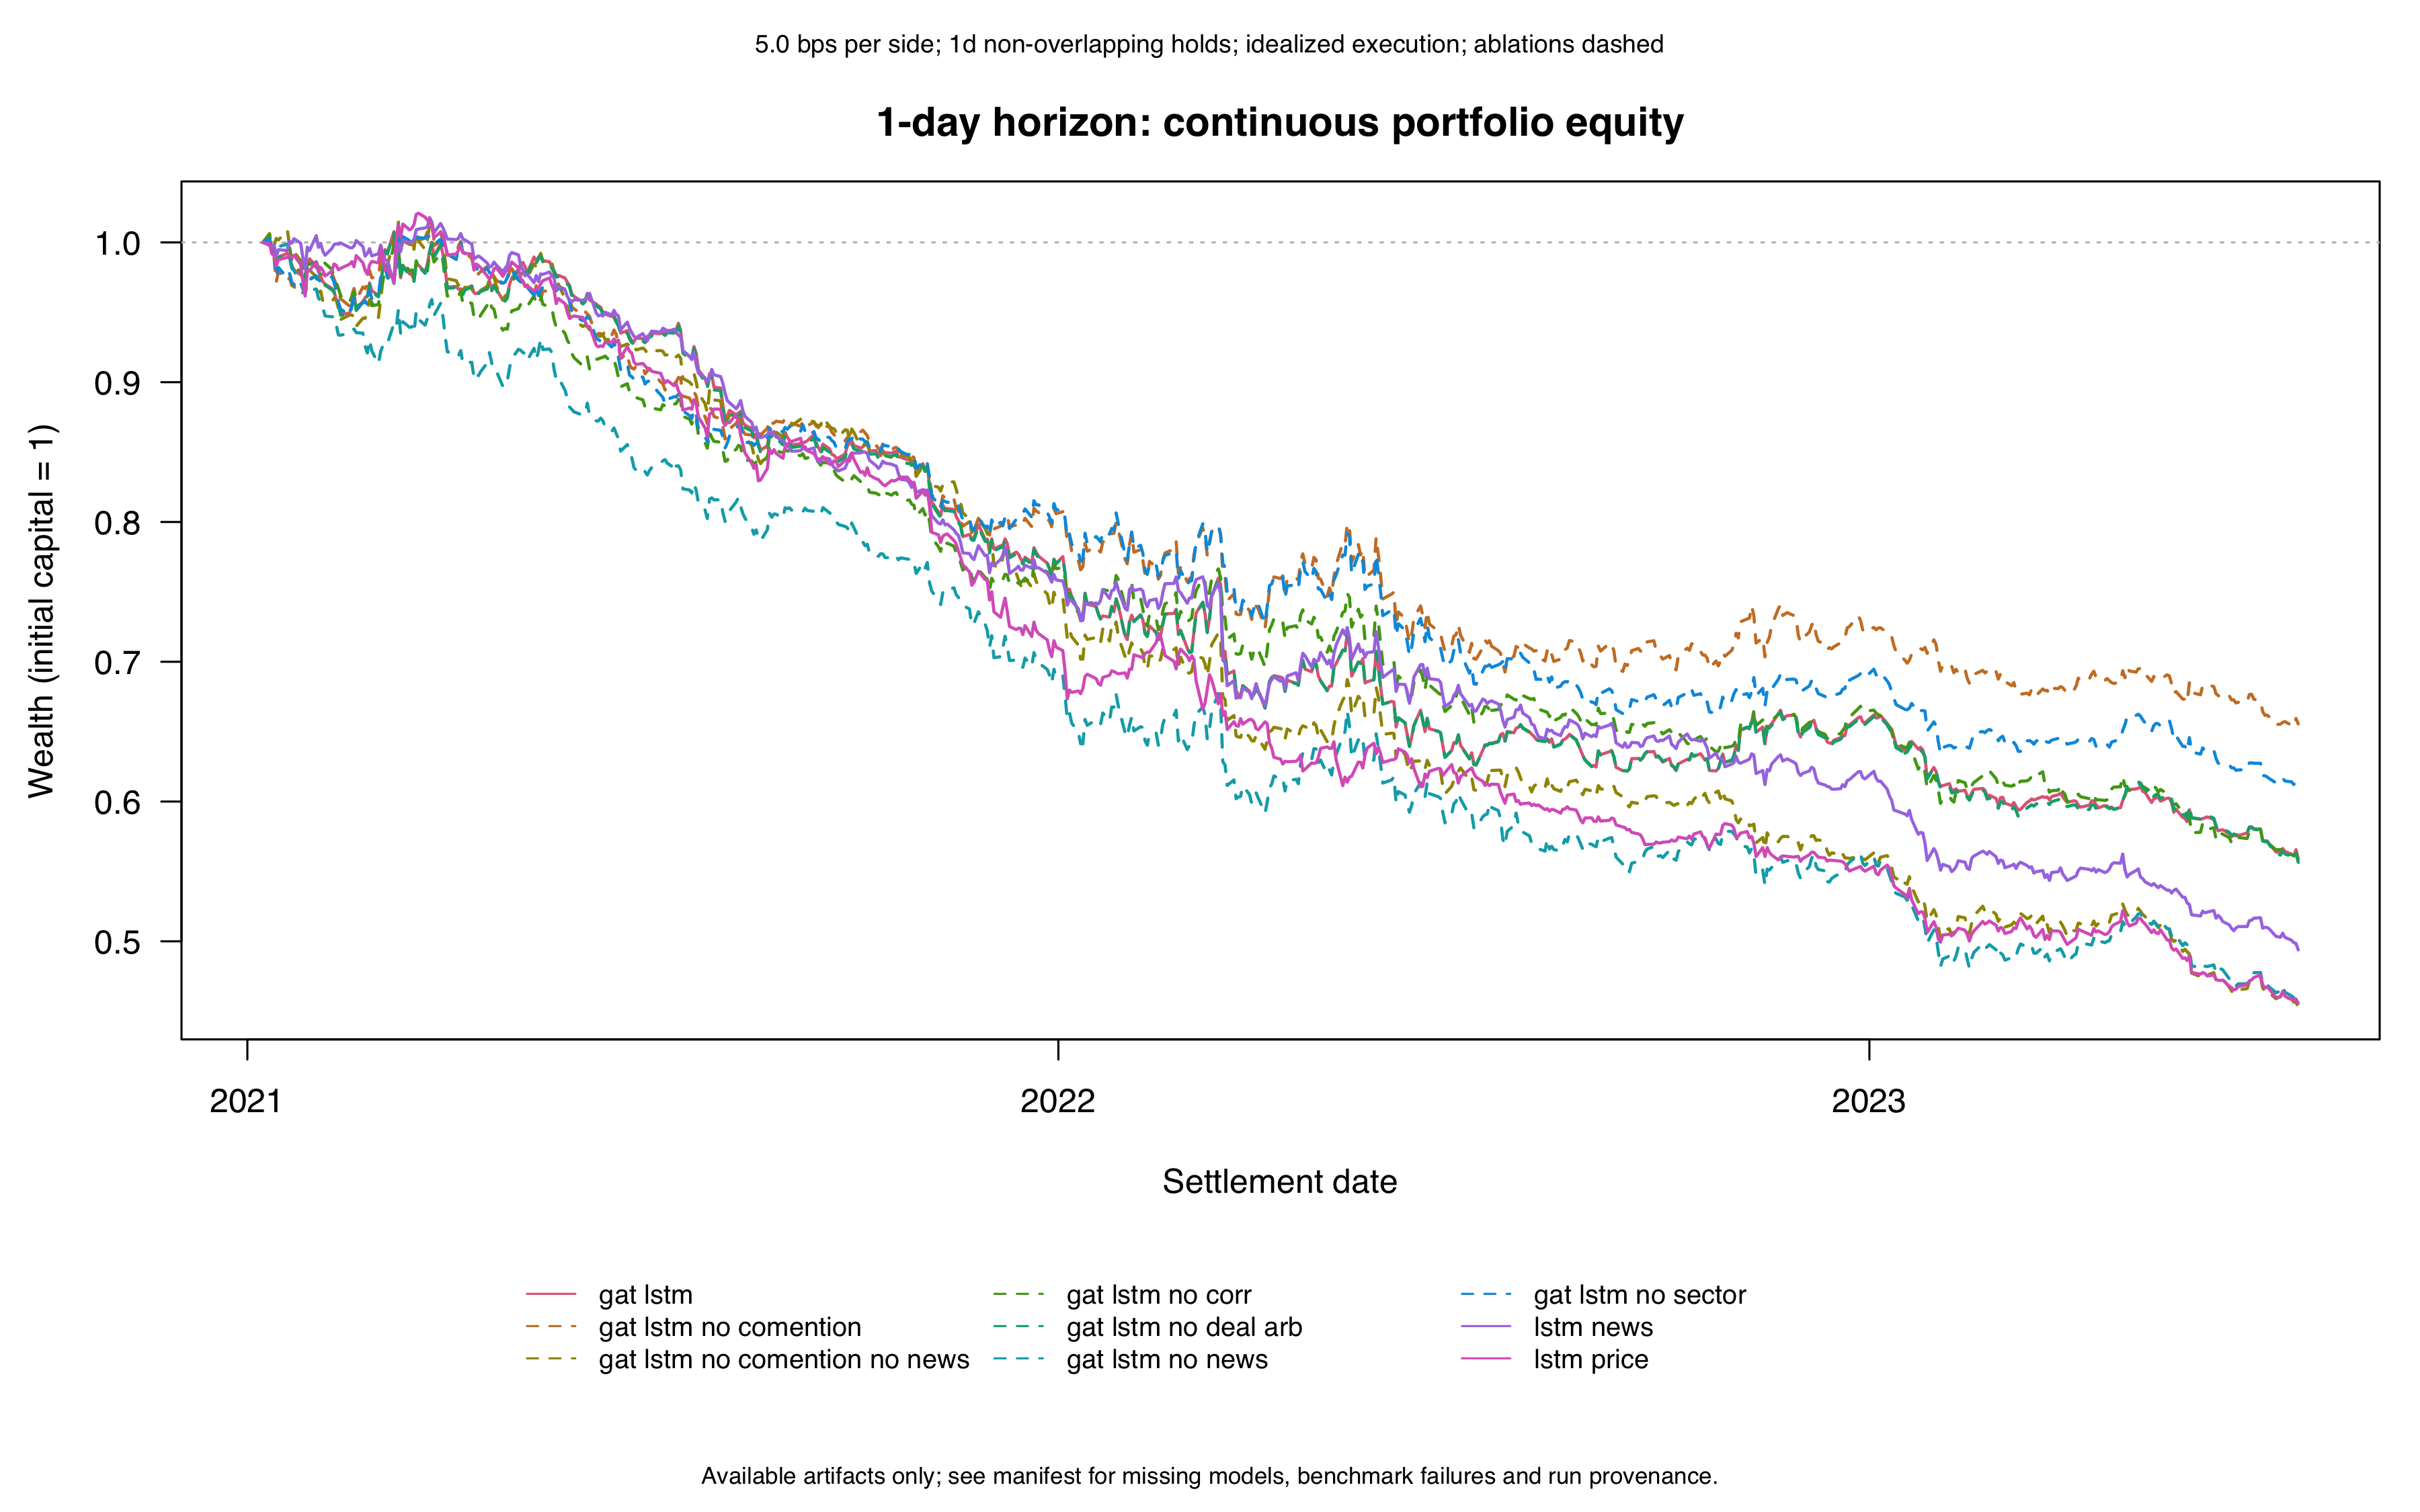 5.0 bps per side; 1d non-overlapping holds; idealized execution; ablations dashed
1-day horizon: continuous portfolio equity
Wealth (initial capital = 1)
1.0
0.9
0.8
0.7
0.6
0.5
2021
2022
2023
Settlement date
gat lstm
gat lstm no comention
gat lstm no comention no news
gat lstm no corr
gat lstm no deal arb
gat lstm no news
gat lstm no sector
lstm news
lstm price
Available artifacts only; see manifest for missing models, benchmark failures and run provenance.